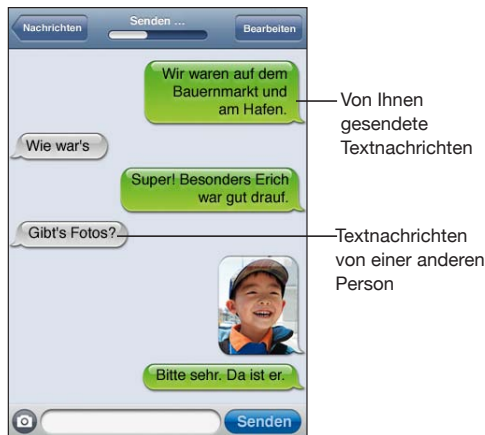 Nachrichten
Senden ...
Bearbeiten
Wir waren auf dem
Bauernmarkt und
am Hafen.
Von Ihnen
gesendete
Textnachrichten
Wie war's
Super! Besonders Erich
war gut drauf.
Gibt's Fotos?
Textnachrichten
von einer anderen
Person
Bitte sehr. Da ist er.
Senden